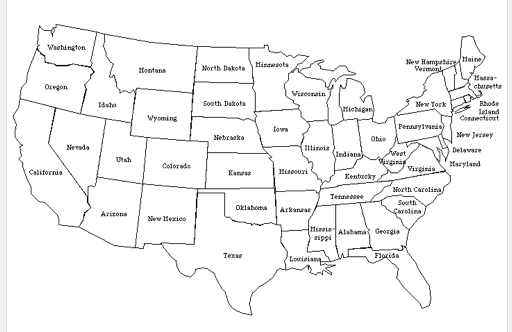 Washington
Montana
North Dakota
Minnesota
New Hampshire
Vermont
Maine
Massa-
chusetts
Oregon
Idaho
Wyoming
South Dakota
Wisconsin
Michigan
New York
Rhode
Island
Connecticut
Nevada
Utah
Colorado
Nebraska
Iowa
Illinois
Indiana
Ohio
Pennsylvania
New Jersey
Delaware
Maryland
California
Kansas
Missouri
Kentucky
West
Virginia
Virginia
Arizona
New Mexico
Oklahoma
Arkansas
Tennessee
North Carolina
South
Carolina
Texas
Louisiana
Missis-
sippi
Alabama
Georgia
Florida